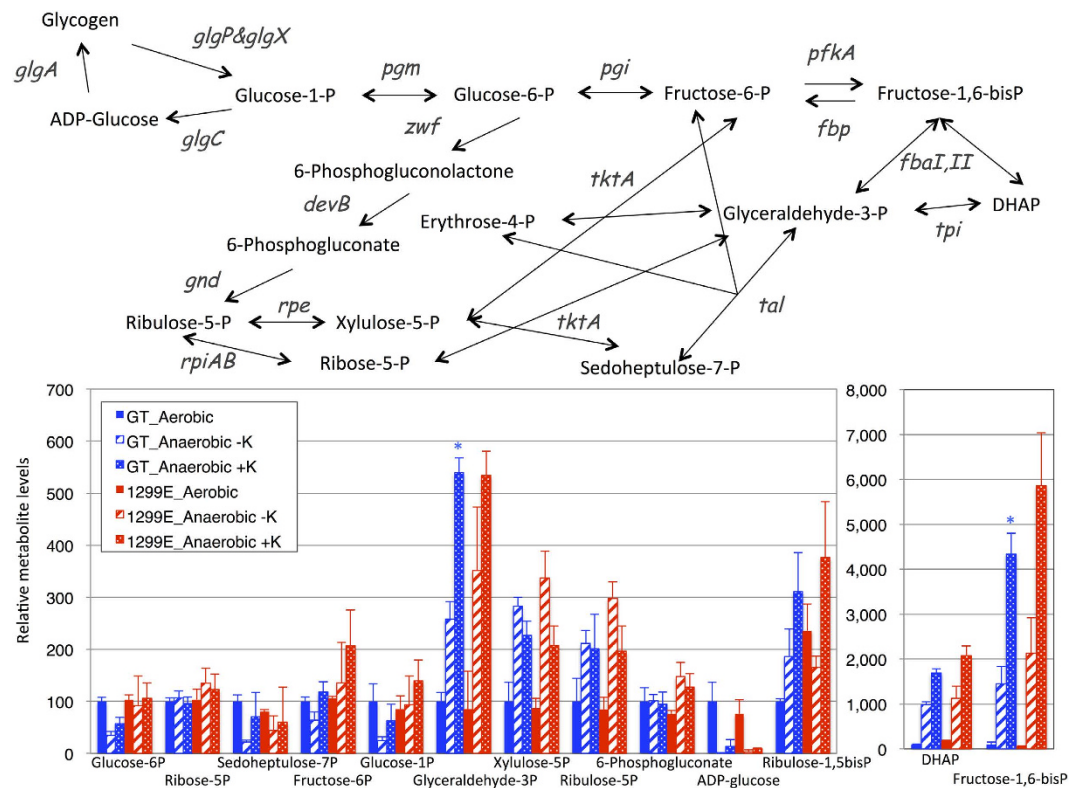 Glycogen
glgP&glgX
glgA
pgm
pgi
pfkA
Glucose-1-P
Glucose-6-P
Fructose-6-P
Fructose-1,6-bisP
ADP-Glucose
glgC
zwf
fbp
6-Phosphogluconolactone
tktA
fbaI,II
devB
Erythrose-4-P
Glyceraldehyde-3-P
DHAP
tpi
6-Phosphogluconate
gnd
rpe
tal
Ribulose-5-P
Xylulose-5-P
tktA
rpiAB
Ribose-5-P
Sedoheptulose-7-P
Relative metabolite levels
700
600
500
400
300
200
100
0
GT_Aerobic
GT_Anaerobic -K
GT_Anaerobic +K
1299E_Aerobic
1299E_Anaerobic -K
1299E_Anaerobic +K
*
8,000
7,000
6,000
5,000
4,000
3,000
2,000
1,000
0
*
Glucose-6P
Ribose-5P
Sedoheptulose-7P
Fructose-6P
Glucose-1P
Glyceraldehyde-3P
Xylulose-5P
Ribulose-5P
6-Phosphogluconate
ADP-glucose
Ribulose-1,5bisP
DHAP
Fructose-1,6-bisP